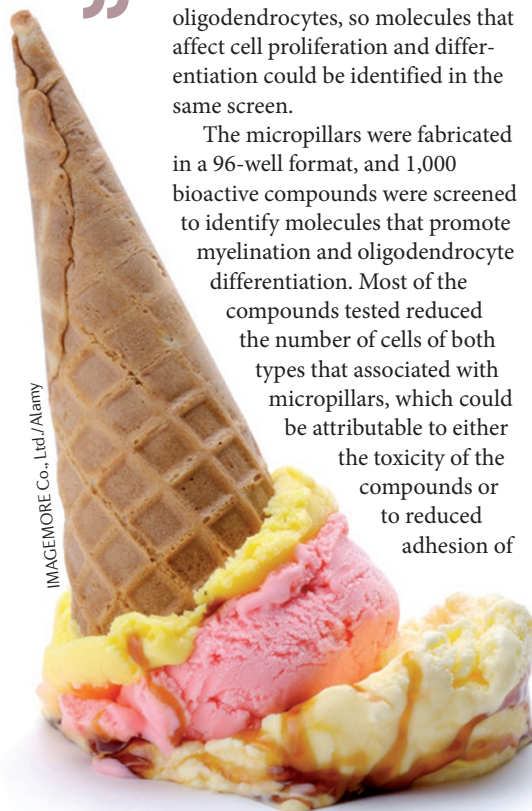 ”
oligodendrocytes, so molecules that
affect cell proliferation and differ-
entiation could be identified in the
same screen.
The micropillars were fabricated
in a 96-well format, and 1,000
bioactive compounds were screened
to identify molecules that promote
myelination and oligodendrocyte
differentiation. Most of the
compounds tested reduced
the number of cells of both
types that associated with
micropillars, which could
be attributable to either
the toxicity of the
compounds or
to reduced
adhesion of
IMAGEMORE Co., Ltd./Alamy